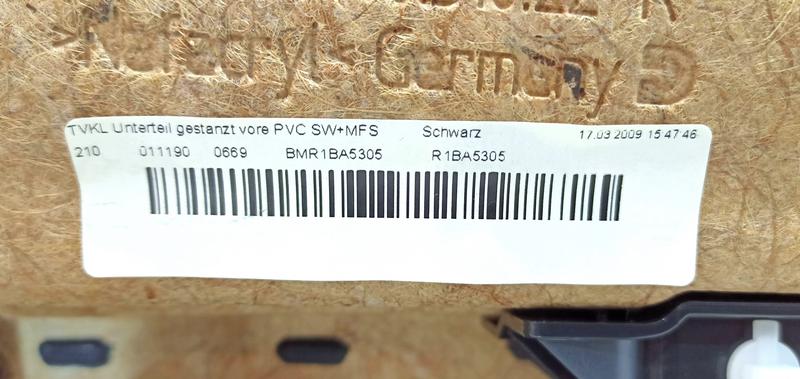 >Nafacryl< Germany
TVKL Unterteil gestanzt vore PVC SW+MFS Schwarz 17.03.2009 15:47:46
210 011190 0669 BMR1BA5305 R1BA5305